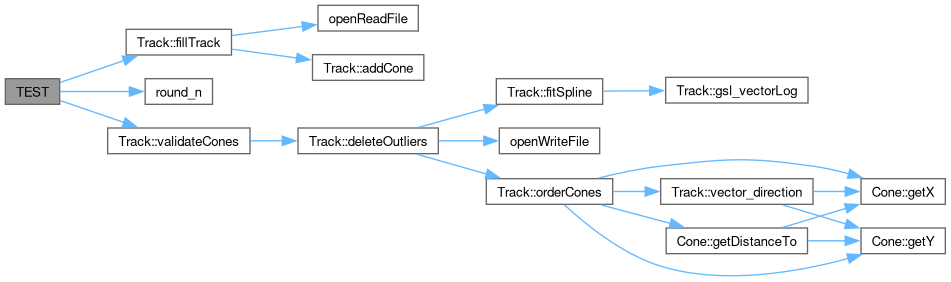 openReadFile
Track::fillTrack
Track::addCone
TEST
round_n
Track::fitSpline
Track::gsl_vectorLog
Track::validateCones
Track::deleteOutliers
openWriteFile
Track::orderCones
Track::vector_direction
Cone::getX
Cone::getDistanceTo
Cone::getY